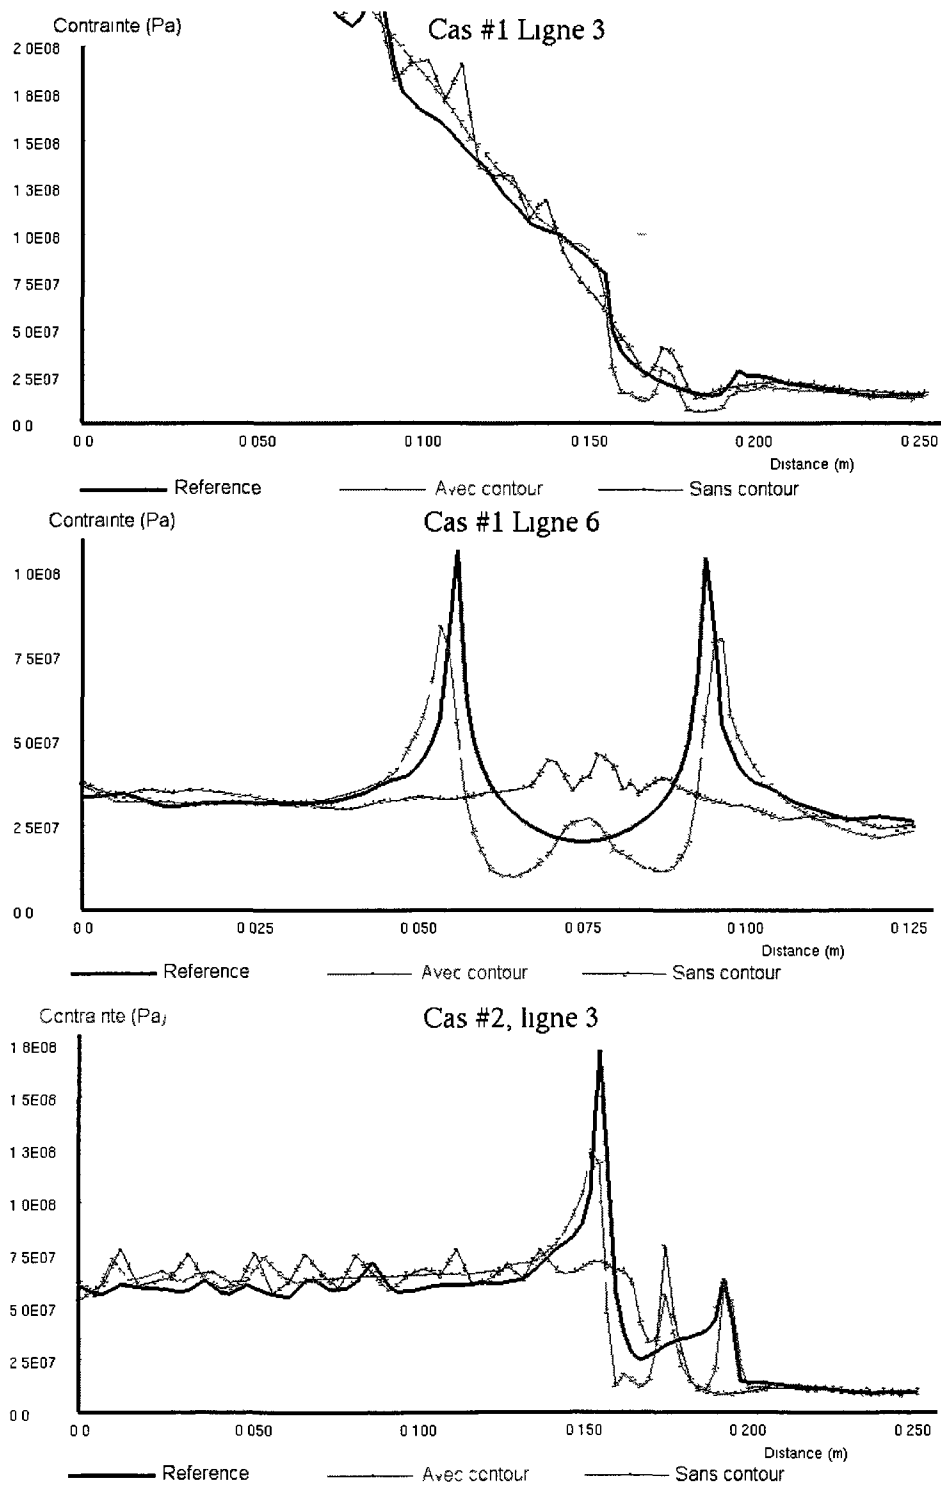 Contrainte (Pa)
Cas #1 Ligne 3
2 0E08
1 8E08
1 5E08
1 3E08
1 0E08
7 5E07
5 0E07
2 5E07
0 0
0 0 0 050 0 100 0 150 0 200 0 250
Distance (m)
Reference Avec contour Sans contour
Contrainte (Pa)
Cas #1 Ligne 6
1 0E08
7 5E07
5 0E07
2 5E07
0 0
0 0 0 025 0 050 0 075 0 100 0 125
Distance (m)
Reference Avec contour Sans contour
Contrainte (Pa)
Cas #2, ligne 3
1 8E08
1 5E08
1 3E08
1 0E08
7 5E07
5 0E07
2 5E07
0 0
0 0 0 050 0 100 0 150 0 200 0 250
Distance (m)
Reference Avec contour Sans contour